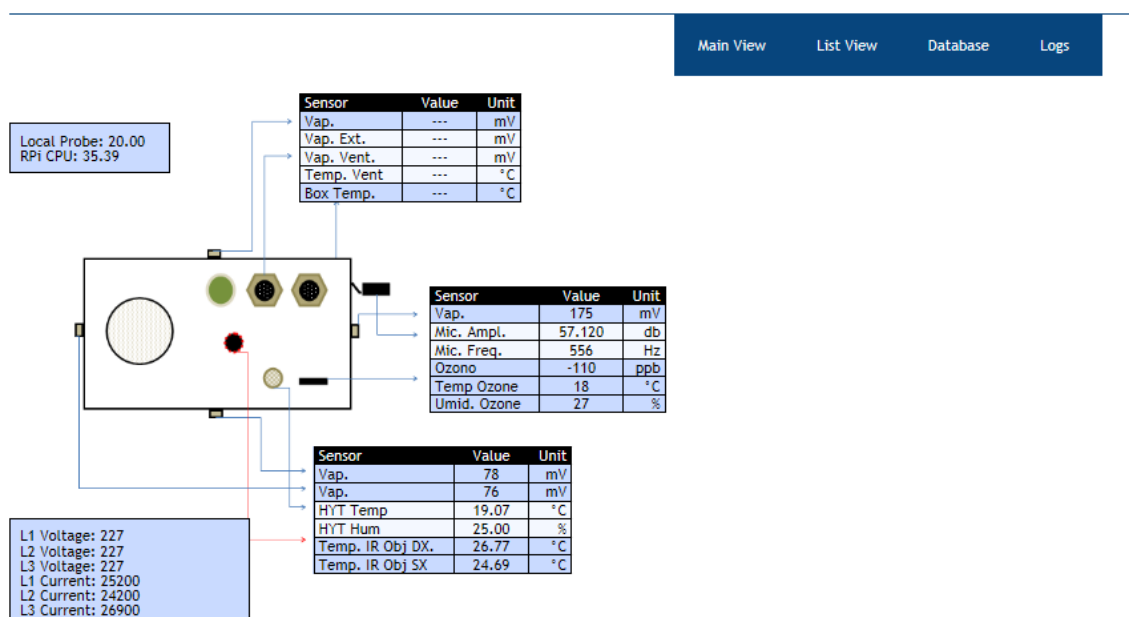 Main View List View Database Logs
Sensor Value Unit
Vap. --- mV
Vap. Ext. --- mV
Vap. Vent. --- mV
Temp. Vent --- °C
Box Temp. --- °C
Local Probe: 20.00
RPi CPU: 35.39
Sensor Value Unit
Vap. 175 mV
Mic. Ampl. 57.120 db
Mic. Freq. 556 Hz
Ozono -110 ppb
Temp Ozone 18 °C
Umid. Ozone 27 %
Sensor Value Unit
Vap. 78 mV
Vap. 76 mV
HYT Temp 19.07 °C
HYT Hum 25.00 %
Temp. IR Obj DX. 26.77 °C
Temp. IR Obj SX 24.69 °C
L1 Voltage: 227
L2 Voltage: 227
L3 Voltage: 227
L1 Current: 25200
L2 Current: 24200
L3 Current: 26900